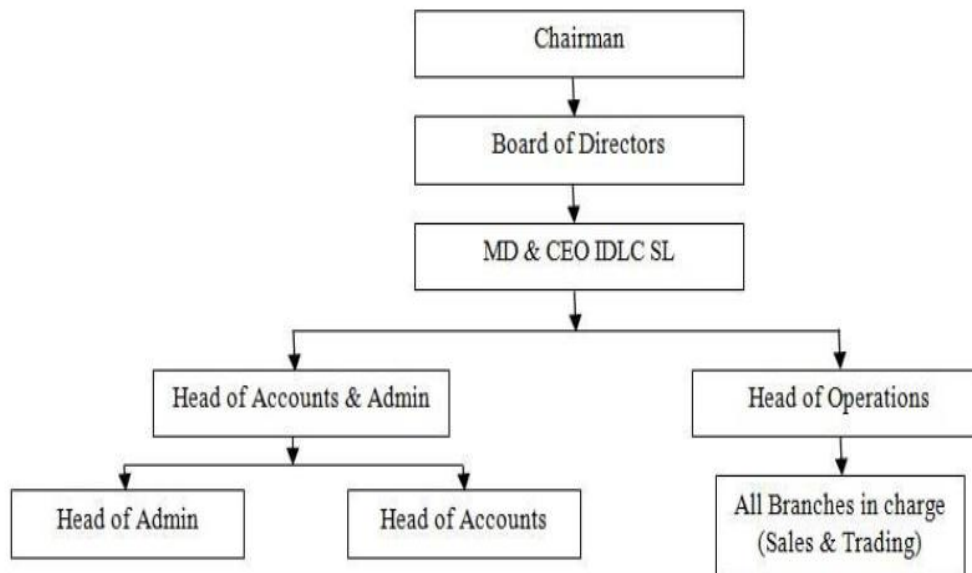 Chairman
Board of Directors
MD & CEO IDLC SL
Head of Accounts & Admin
Head of Operations
Head of Admin
Head of Accounts
All Branches in charge
(Sales & Trading)